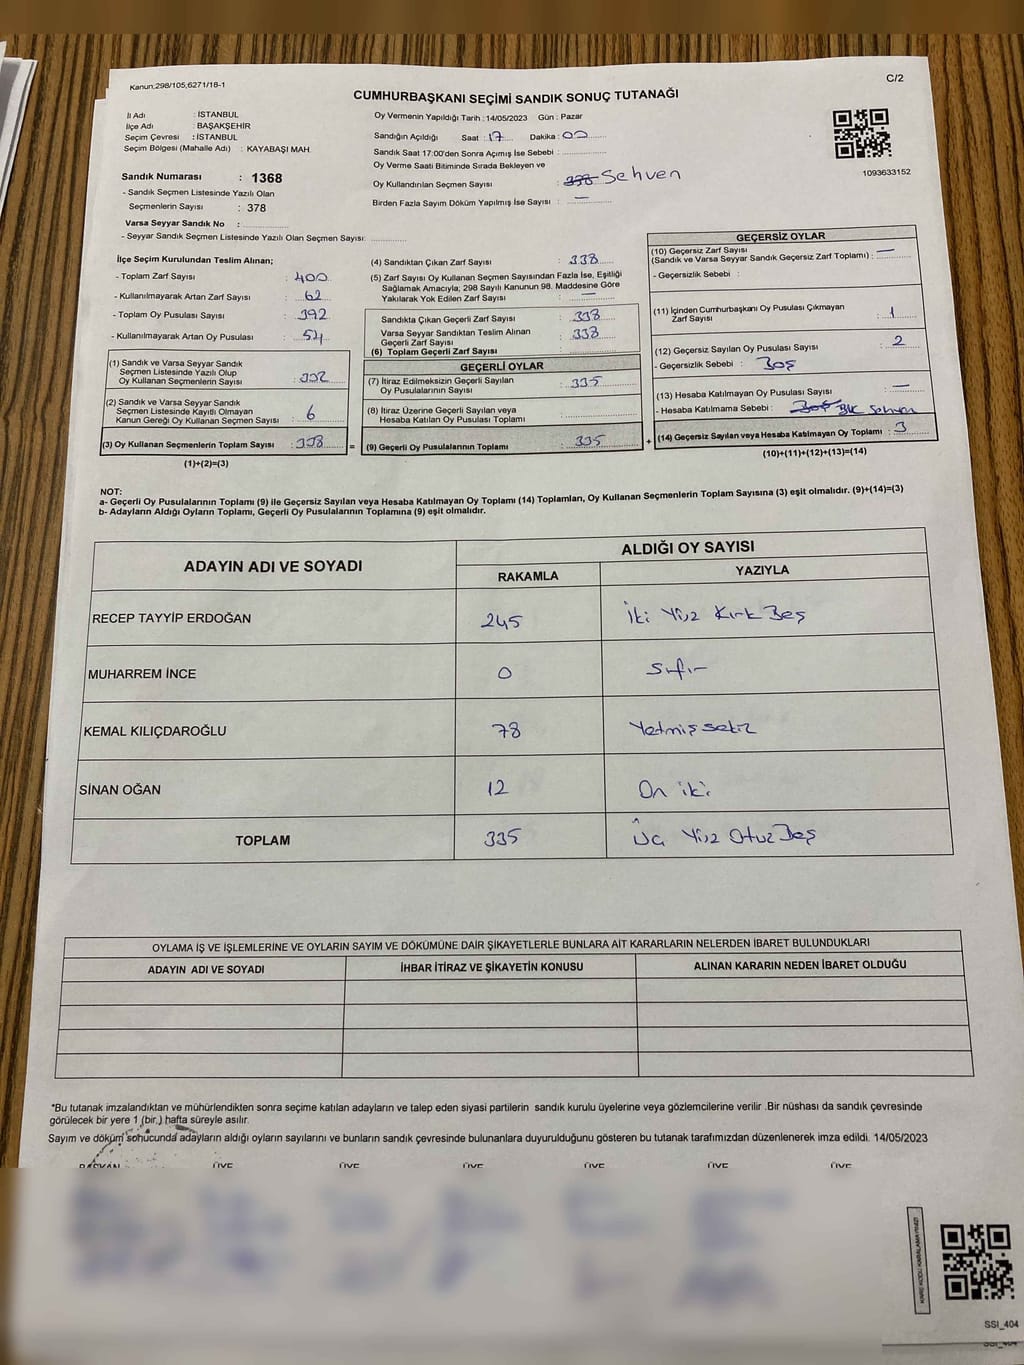 Kanun;298/105,6271/18-1
C/2
CUMHURBAŞKANI SEÇİMİ SANDIK SONUÇ TUTANAĞI
İl Adı : İSTANBUL
İlçe Adı : BAŞAKŞEHİR
Seçim Çevresi : İSTANBUL
Seçim Bölgesi (Mahalle Adı) : KAYABAŞI MAH.
Sandık Numarası : 1368
- Sandık Seçmen Listesinde Yazılı Olan
Seçmenlerin Sayısı : 378
Varsa Seyyar Sandık No :
- Seyyar Sandık Seçmen Listesinde Yazılı Olan Seçmen Sayısı:
Oy Vermenin Yapıldığı Tarih : 14/05/2023 Gün : Pazar
Sandığın Açıldığı Saat : 17 Dakika : 00
Sandık Saat 17:00'den Sonra Açımış İse Sebebi :
Oy Verme Saati Bitiminde Sırada Bekleyen ve
Oy Kullandırılan Seçmen Sayısı : 338 Sehven
Birden Fazla Sayım Döküm Yapılmış İse Sayısı : —
1093633152
İlçe Seçim Kurulundan Teslim Alınan;
- Toplam Zarf Sayısı : 400
- Kullanılmayarak Artan Zarf Sayısı : 62
- Toplam Oy Pusulası Sayısı : 392
- Kullanılmayarak Artan Oy Pusulası : 54
(1) Sandık ve Varsa Seyyar Sandık
Seçmen Listesinde Yazılı Olup
Oy Kullanan Seçmenlerin Sayısı : 332
(2) Sandık ve Varsa Seyyar Sandık
Seçmen Listesinde Kayıtlı Olmayan
Kanun Gereği Oy Kullanan Seçmen Sayısı : 6
(3) Oy Kullanan Seçmenlerin Toplam Sayısı : 338 =
(1)+(2)=(3)
(4) Sandıktan Çıkan Zarf Sayısı : 338
(5) Zarf Sayısı Oy Kullanan Seçmen Sayısından Fazla İse, Eşitliği
Sağlamak Amacıyla; 298 Sayılı Kanunun 98. Maddesine Göre
Yakılarak Yok Edilen Zarf Sayısı : —
Sandıkta Çıkan Geçerli Zarf Sayısı : 338
Varsa Seyyar Sandıktan Teslim Alınan
Geçerli Zarf Sayısı : 338
(6) Toplam Geçerli Zarf Sayısı :
GEÇERLİ OYLAR
(7) İtiraz Edilmeksizin Geçerli Sayılan
Oy Pusulalarının Sayısı : 335
(8) İtiraz Üzerine Geçerli Sayılan veya
Hesaba Katılan Oy Pusulası Toplamı :
(9) Geçerli Oy Pusulalarının Toplamı : 335 +
GEÇERSİZ OYLAR
(10) Geçersiz Zarf Sayısı
(Sandık ve Varsa Seyyar Sandık Geçersiz Zarf Toplamı) : —
- Geçersizlik Sebebi :
(11) İçinden Cumhurbaşkanı Oy Pusulası Çıkmayan
Zarf Sayısı : 1
(12) Geçersiz Sayılan Oy Pusulası Sayısı : 2
- Geçersizlik Sebebi : Boş
(13) Hesaba Katılmayan Oy Pusulası Sayısı : —
- Hesaba Katılmama Sebebi : Boş Sehven
(14) Geçersiz Sayılan veya Hesaba Katılmayan Oy Toplamı : 3
(10)+(11)+(12)+(13)=(14)
NOT:
a- Geçerli Oy Pusulalarının Toplamı (9) ile Geçersiz Sayılan veya Hesaba Katılmayan Oy Toplamı (14) Toplamları, Oy Kullanan Seçmenlerin Toplam Sayısına (3) eşit olmalıdır. (9)+(14)=(3)
b- Adayların Aldığı Oyların Toplamı, Geçerli Oy Pusulalarının Toplamına (9) eşit olmalıdır.
ADAYIN ADI VE SOYADI
ALDIĞI OY SAYISI
RAKAMLA YAZIYLA
RECEP TAYYİP ERDOĞAN 245 İki Yüz Kırk Beş
MUHARREM İNCE 0 Sıfır
KEMAL KILIÇDAROĞLU 78 Yetmiş sekiz
SİNAN OĞAN 12 On iki
TOPLAM 335 Üç Yüz Otuz Beş
OYLAMA İŞ VE İŞLEMLERİNE VE OYLARIN SAYIM VE DÖKÜMÜNE DAİR ŞİKAYETLERLE BUNLARA AİT KARARLARIN NELERDEN İBARET BULUNDUKLARI
ADAYIN ADI VE SOYADI İHBAR İTİRAZ VE ŞİKAYETİN KONUSU ALINAN KARARIN NEDEN İBARET OLDUĞU
*Bu tutanak imzalandıktan ve mühürlendikten sonra seçime katılan adayların ve talep eden siyasi partilerin sandık kurulu üyelerine veya gözlemcilerine verilir .Bir nüshası da sandık çevresinde
görülecek bir yere 1 (bir.) hafta süreyle asılır.
Sayım ve döküm sonucunda adayların aldığı oyların sayılarını ve bunların sandık çevresinde bulunanlara duyurulduğunu gösteren bu tutanak tarafımızdan düzenlenerek imza edildi. 14/05/2023
BAŞKAN ÜYE ÜYE ÜYE ÜYE ÜYE ÜYE
KARE KODU KARALAMAYINIZ!
SSI_404
SSI_404